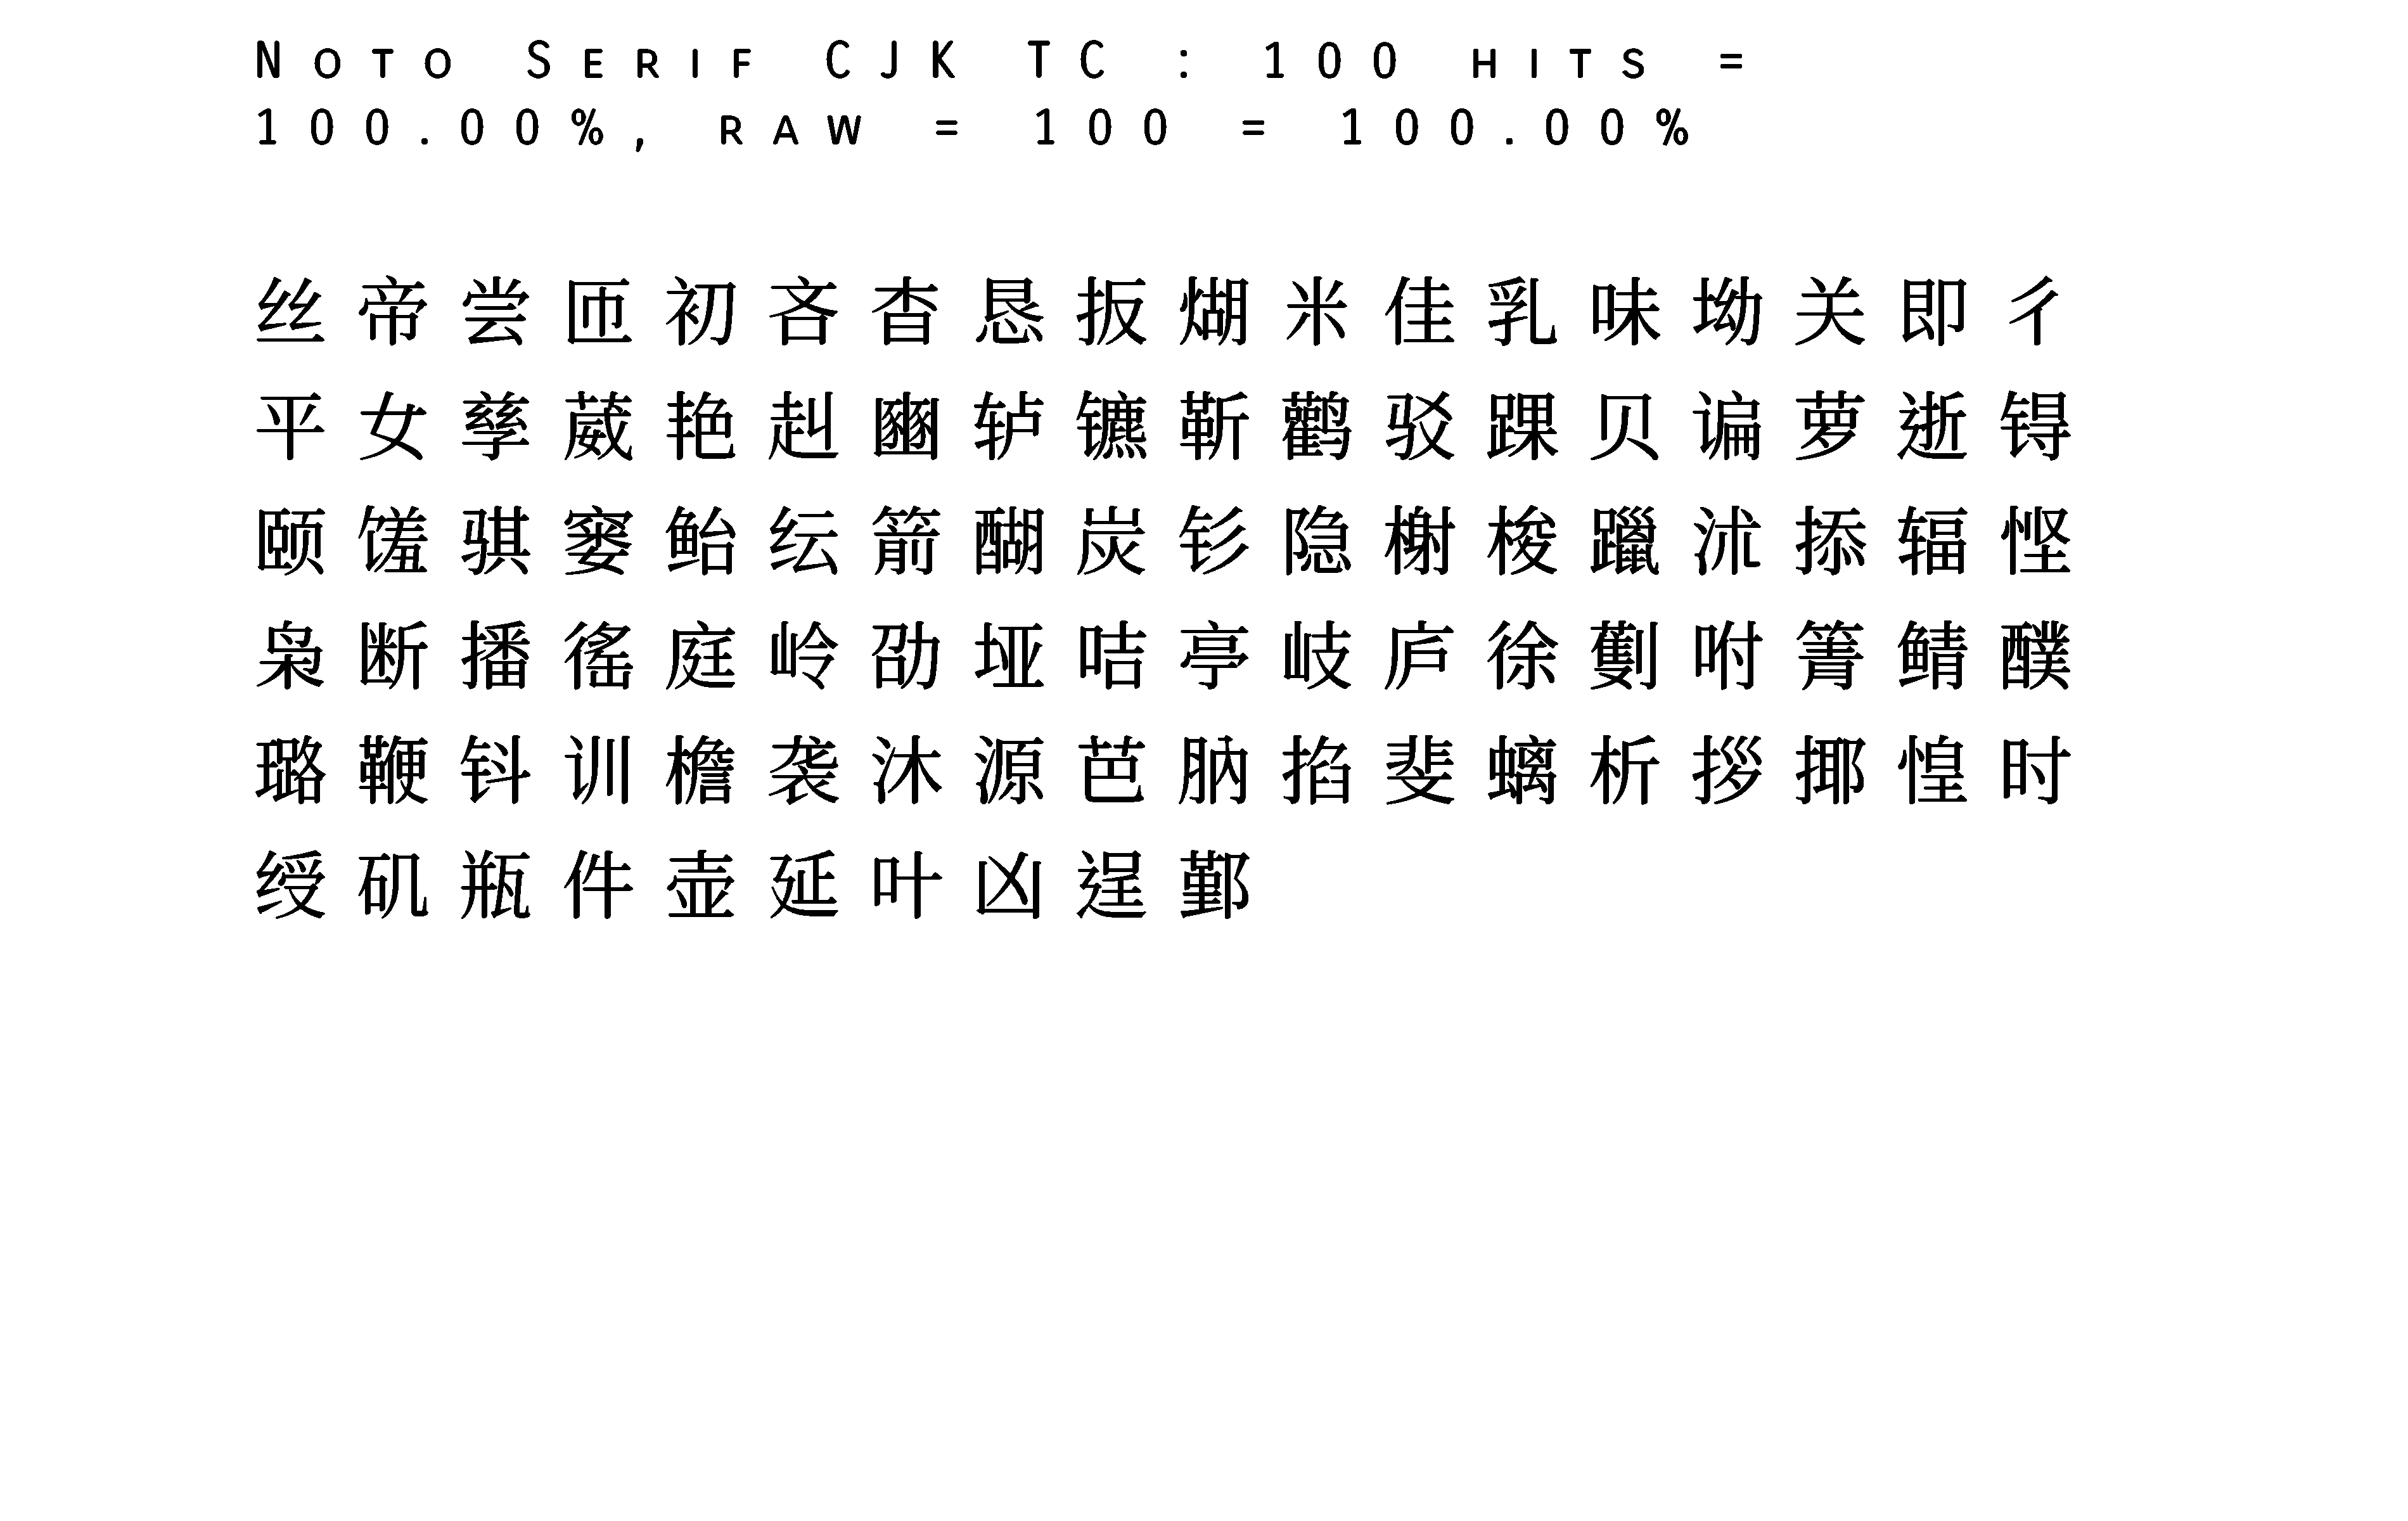 Noto Serif CJK TC : 100 hits =
100.00%, raw = 100 = 100.00%
丝帝尝匝初吝杳恳扳煳米佳乳味坳关即彳
平女孳葳艳赳豳轳镳靳鹳驳踝贝谝萝逝锝
颐馐骐窭鲐纭箭醐炭钐隐榭梭躐沭掭辐悭
枭断播徭庭岭劭垭咭亭岐庐徐劐咐箐鲭醭
璐鞭钭训檐袭沐源芭肭掐斐螭析拶揶惶时
绶矶瓶件壶延叶凶逞鄞